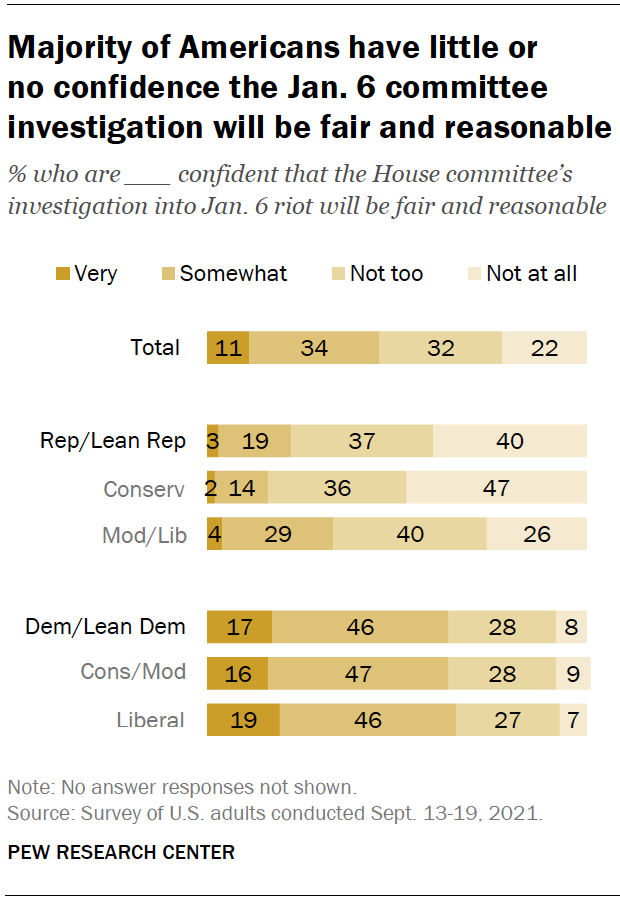 Majority of Americans have little or
no confidence the Jan. 6 committee
investigation will be fair and reasonable
% who are ___ confident that the House committee's
investigation into Jan. 6 riot will be fair and reasonable
Very Somewhat Not too Not at all
Total 11 34 32 22
Rep/Lean Rep 3 19 37 40
Conserv 2 14 36 47
Mod/Lib 4 29 40 26
Dem/Lean Dem 17 46 28 8
Cons/Mod 16 47 28 9
Liberal 19 46 27 7
Note: No answer responses not shown.
Source: Survey of U.S. adults conducted Sept. 13-19, 2021.
PEW RESEARCH CENTER